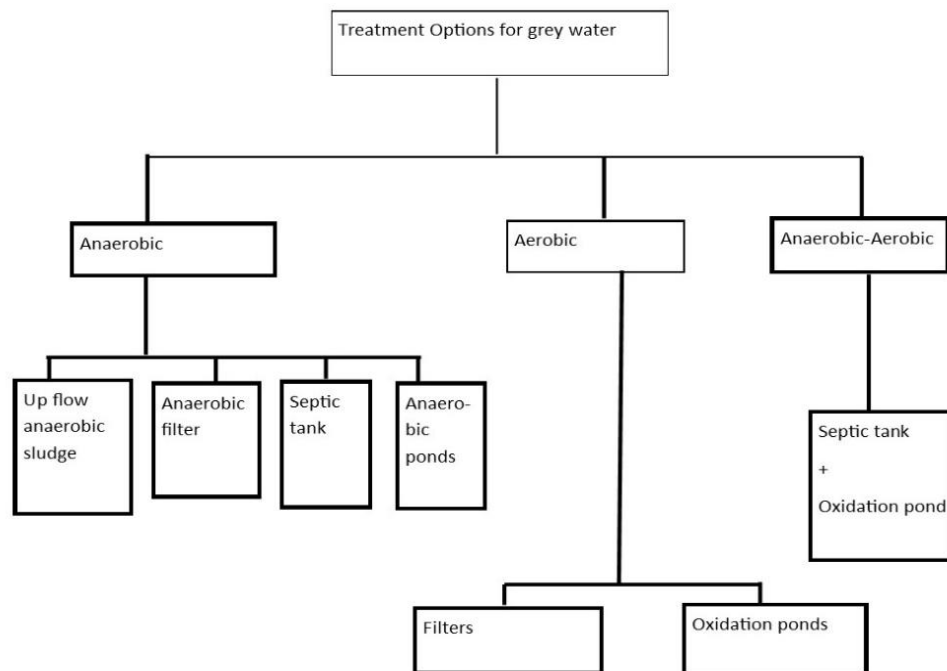 Treatment Options for grey water
Anaerobic
Aerobic
Anaerobic-Aerobic
Up flow
anaerobic
sludge
Anaerobic
filter
Septic
tank
Anaero-
bic
ponds
Septic tank
+
Oxidation pond
Filters
Oxidation ponds